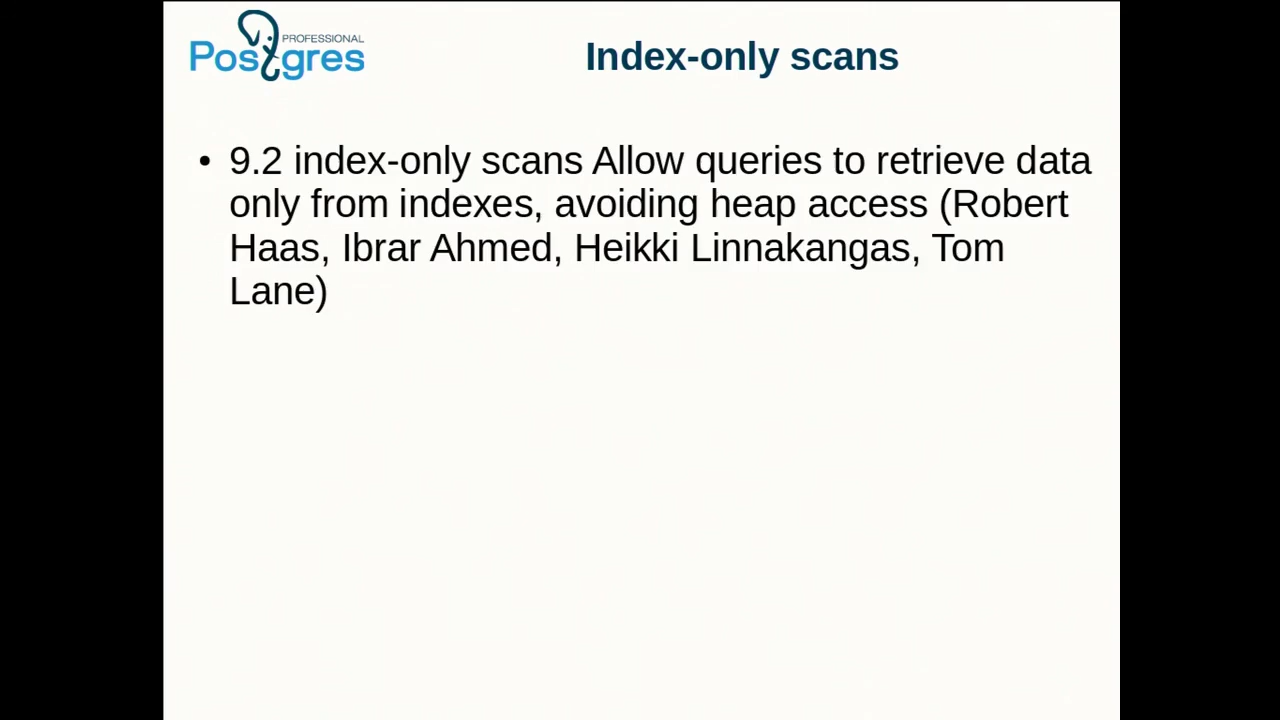 PROFESSIONAL
Postgres
Index-only scans
• 9.2 index-only scans Allow queries to retrieve data
only from indexes, avoiding heap access (Robert
Haas, Ibrar Ahmed, Heikki Linnakangas, Tom
Lane)